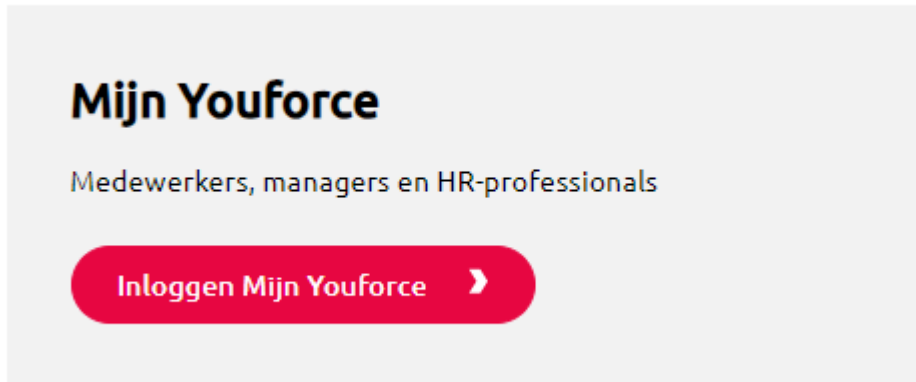 Mijn Youforce
Medewerkers, managers en HR-professionals
Inloggen Mijn Youforce